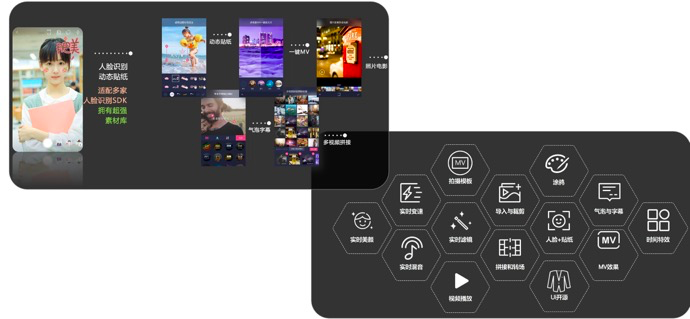 人脸识别
动态贴纸
适配多家
人脸识别SDK
拥有超强
素材库
动态贴纸
一键MV
照片电影
气泡字幕
多视频拼接
MV
拍摄模板
涂鸦
实时变速
导入与裁剪
气泡与字幕
实时美颜
实时滤镜
人脸+贴纸
时间特效
实时混音
拼接和转场
MV
MV效果
视频播放
UI开源